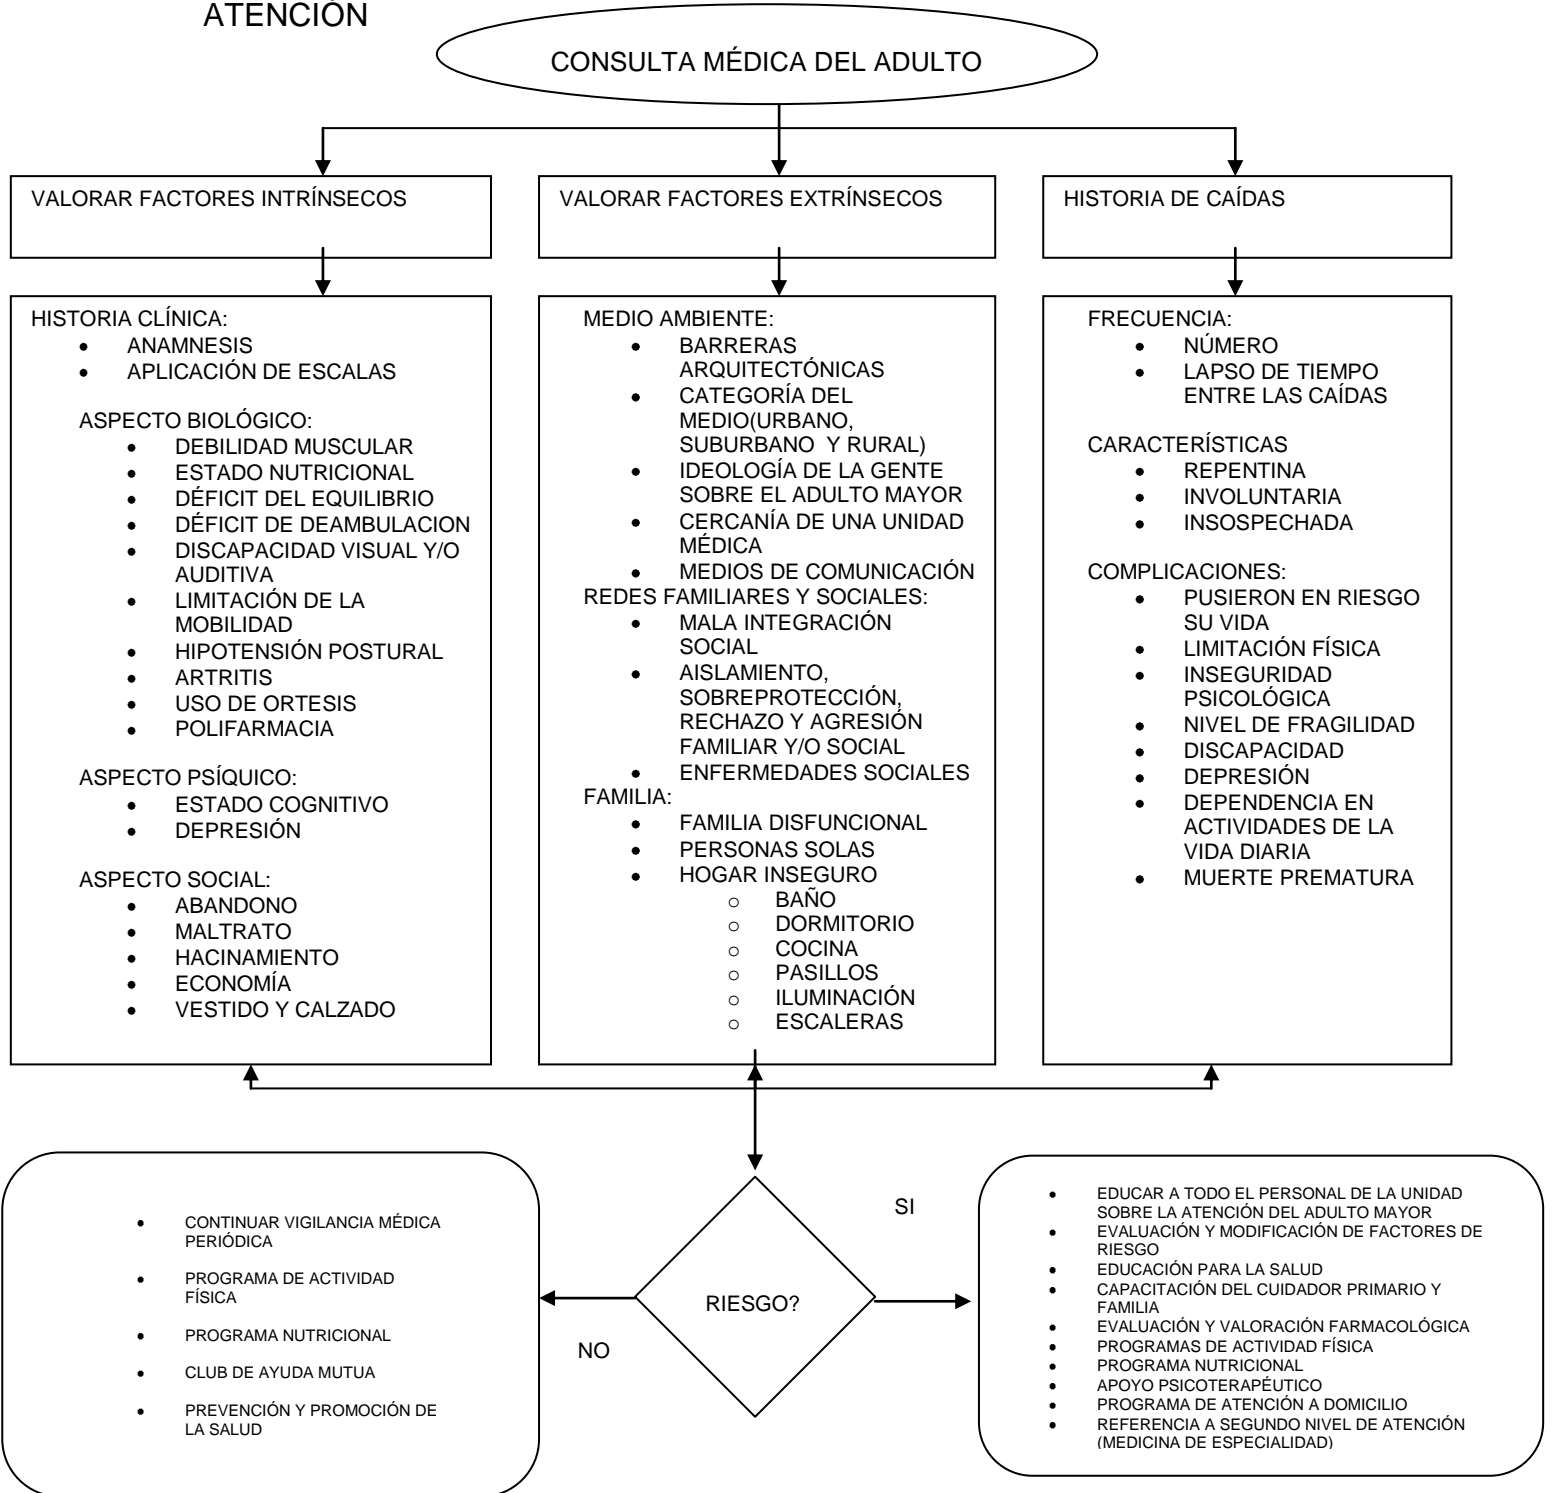 ATENCIÓN
CONSULTA MÉDICA DEL ADULTO
VALORAR FACTORES INTRÍNSECOS
VALORAR FACTORES EXTRÍNSECOS
HISTORIA DE CAÍDAS
HISTORIA CLÍNICA:
• ANAMNESIS
• APLICACIÓN DE ESCALAS
ASPECTO BIOLÓGICO:
• DEBILIDAD MUSCULAR
• ESTADO NUTRICIONAL
• DÉFICIT DEL EQUILIBRIO
• DÉFICIT DE DEAMBULACION
• DISCAPACIDAD VISUAL Y/O
AUDITIVA
• LIMITACIÓN DE LA
MOBILIDAD
• HIPOTENSIÓN POSTURAL
• ARTRITIS
• USO DE ORTESIS
• POLIFARMACIA
ASPECTO PSÍQUICO:
• ESTADO COGNITIVO
• DEPRESIÓN
ASPECTO SOCIAL:
• ABANDONO
• MALTRATO
• HACINAMIENTO
• ECONOMÍA
• VESTIDO Y CALZADO
MEDIO AMBIENTE:
• BARRERAS
ARQUITECTÓNICAS
• CATEGORÍA DEL
MEDIO(URBANO,
SUBURBANO Y RURAL)
• IDEOLOGÍA DE LA GENTE
SOBRE EL ADULTO MAYOR
• CERCANÍA DE UNA UNIDAD
MÉDICA
• MEDIOS DE COMUNICACIÓN
REDES FAMILIARES Y SOCIALES:
• MALA INTEGRACIÓN
SOCIAL
• AISLAMIENTO,
SOBREPROTECCIÓN,
RECHAZO Y AGRESIÓN
FAMILIAR Y/O SOCIAL
• ENFERMEDADES SOCIALES
FAMILIA:
• FAMILIA DISFUNCIONAL
• PERSONAS SOLAS
• HOGAR INSEGURO
o BAÑO
o DORMITORIO
o COCINA
o PASILLOS
o ILUMINACIÓN
o ESCALERAS
FRECUENCIA:
• NÚMERO
• LAPSO DE TIEMPO
ENTRE LAS CAÍDAS
CARACTERÍSTICAS
• REPENTINA
• INVOLUNTARIA
• INSOSPECHADA
COMPLICACIONES:
• PUSIERON EN RIESGO
SU VIDA
• LIMITACIÓN FÍSICA
• INSEGURIDAD
PSICOLÓGICA
• NIVEL DE FRAGILIDAD
• DISCAPACIDAD
• DEPRESIÓN
• DEPENDENCIA EN
ACTIVIDADES DE LA
VIDA DIARIA
• MUERTE PREMATURA
• CONTINUAR VIGILANCIA MÉDICA
PERIÓDICA
• PROGRAMA DE ACTIVIDAD
FÍSICA
• PROGRAMA NUTRICIONAL
• CLUB DE AYUDA MUTUA
• PREVENCIÓN Y PROMOCIÓN DE
LA SALUD
NO
RIESGO?
SI
• EDUCAR A TODO EL PERSONAL DE LA UNIDAD
SOBRE LA ATENCIÓN DEL ADULTO MAYOR
• EVALUACIÓN Y MODIFICACIÓN DE FACTORES DE
RIESGO
• EDUCACIÓN PARA LA SALUD
• CAPACITACIÓN DEL CUIDADOR PRIMARIO Y
FAMILIA
• EVALUACIÓN Y VALORACIÓN FARMACOLÓGICA
• PROGRAMAS DE ACTIVIDAD FÍSICA
• PROGRAMA NUTRICIONAL
• APOYO PSICOTERAPÉUTICO
• PROGRAMA DE ATENCIÓN A DOMICILIO
• REFERENCIA A SEGUNDO NIVEL DE ATENCIÓN
(MEDICINA DE ESPECIALIDAD)